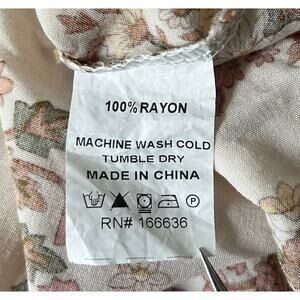 100% RAYON
MACHINE WASH COLD
TUMBLE DRY
MADE IN CHINA
RN# 166636